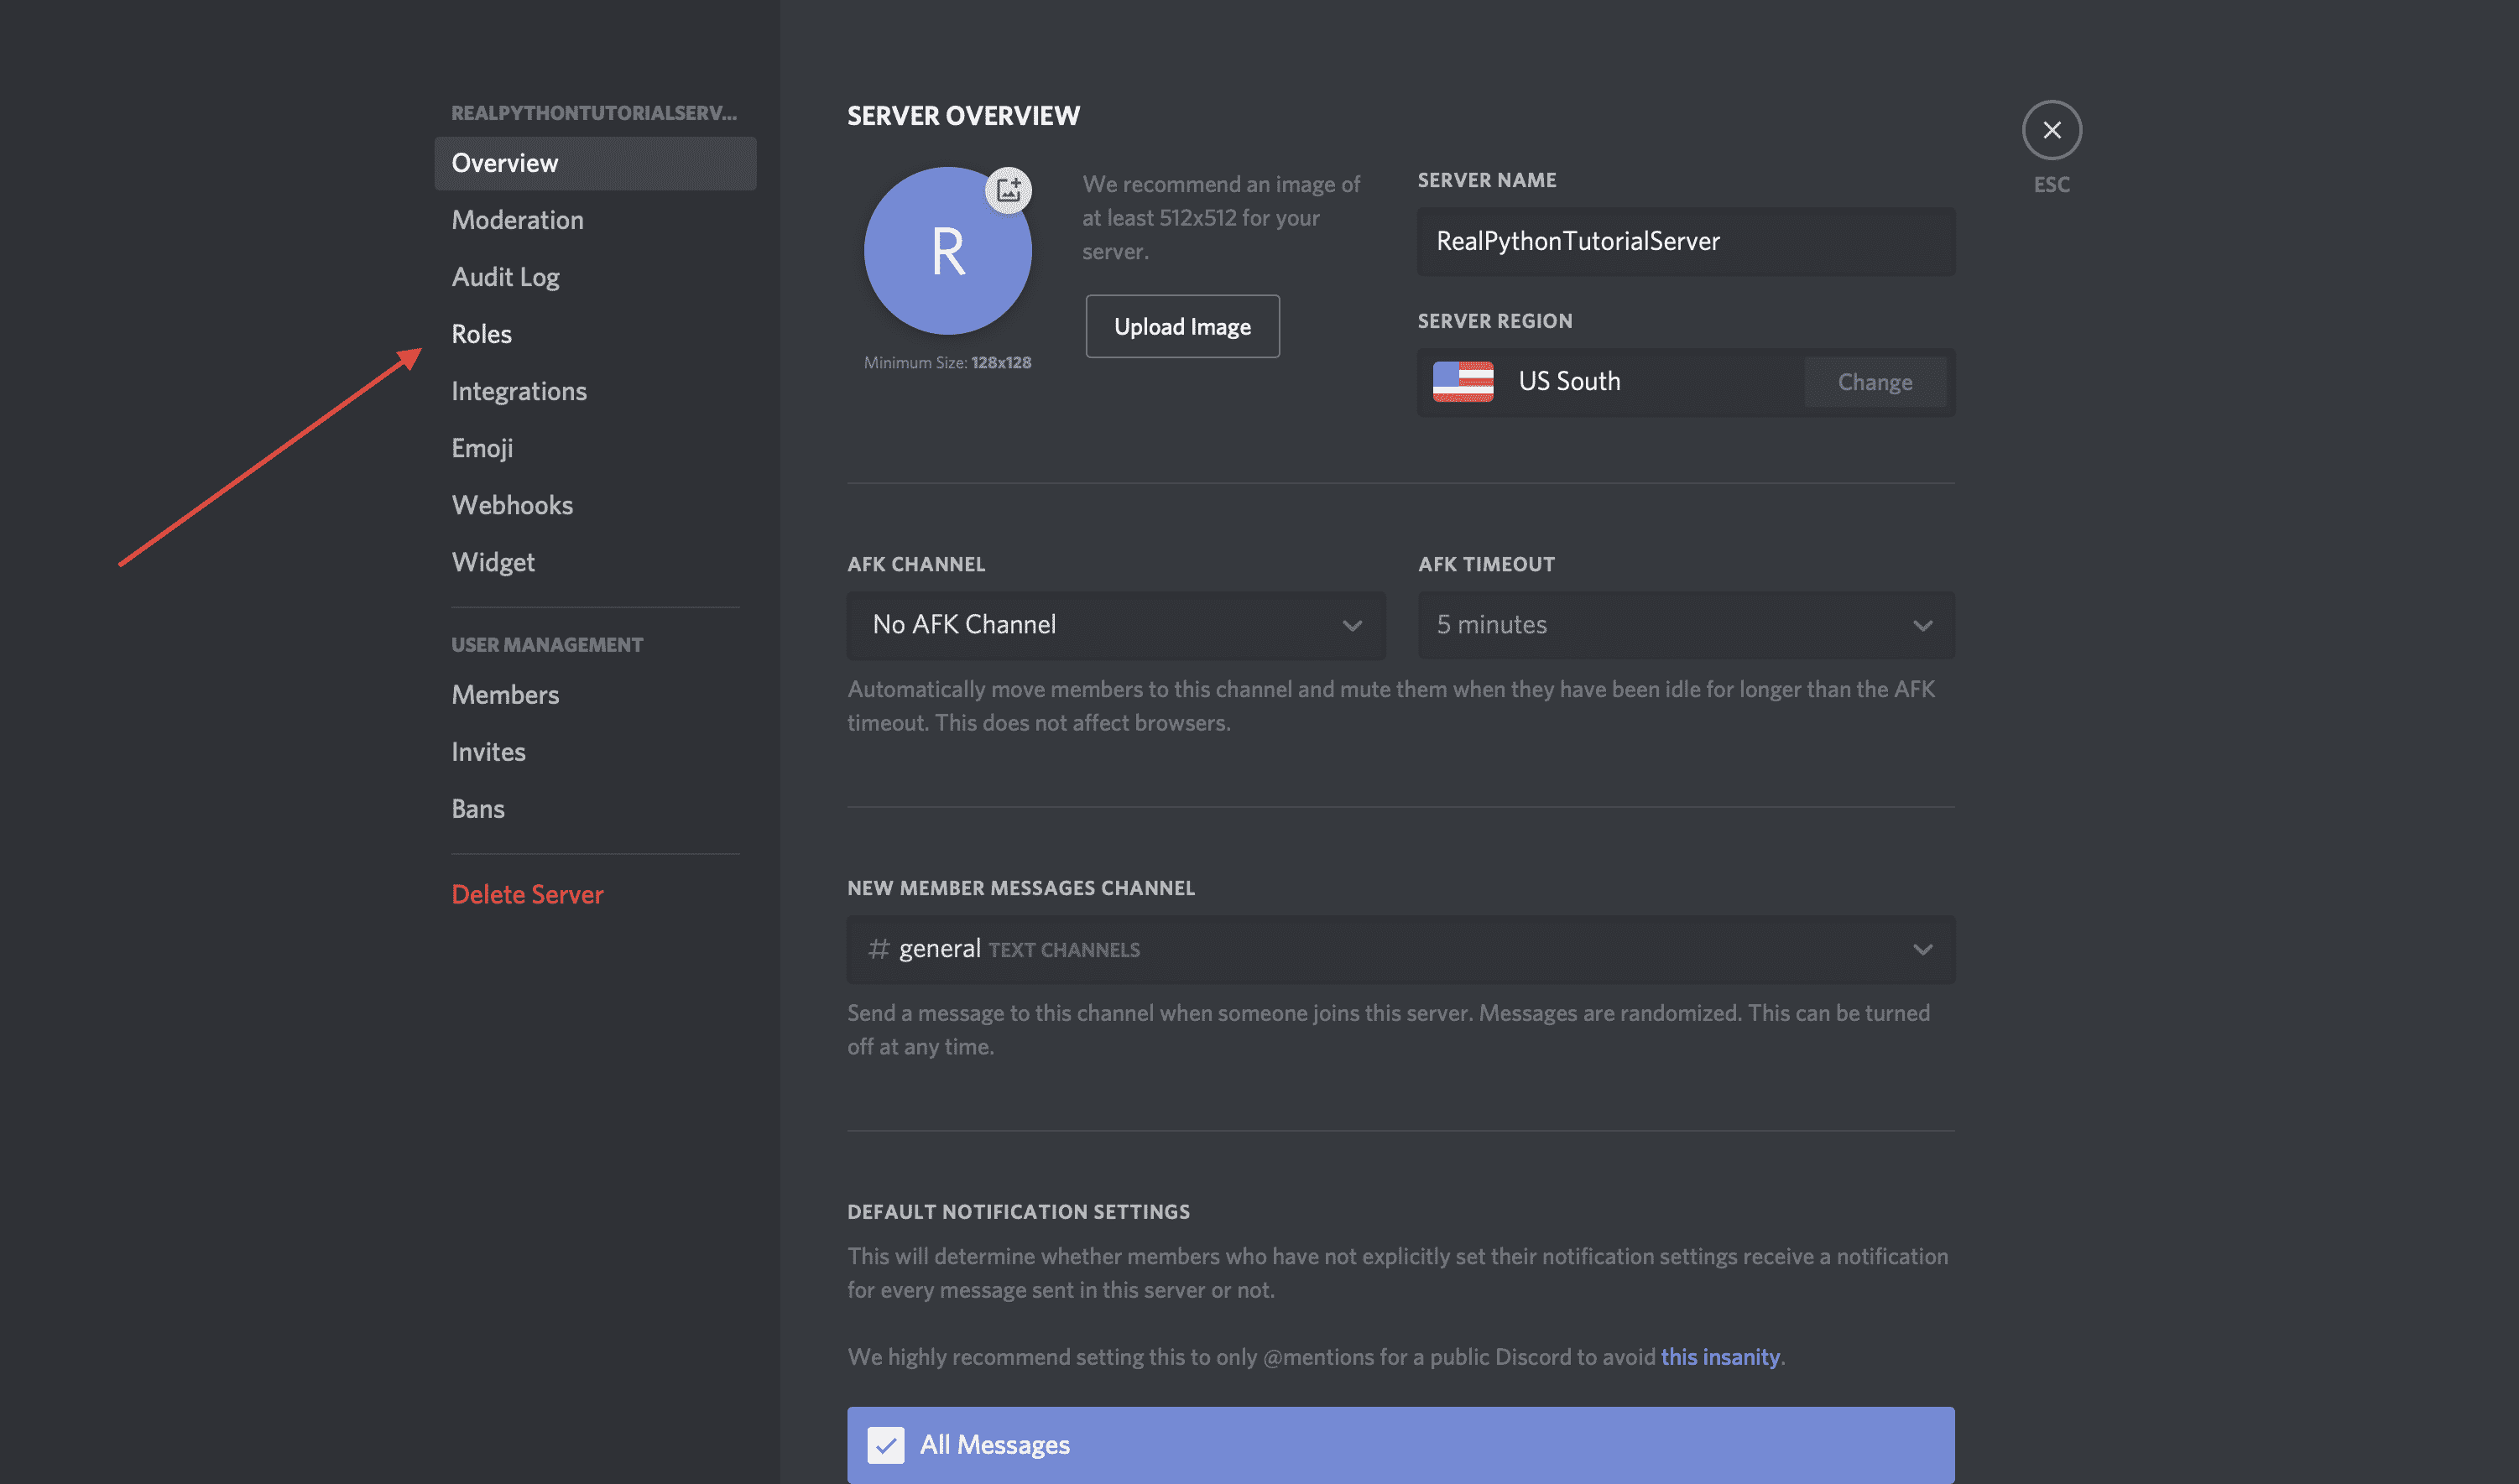 REALPYTHONTUTORIALSERV...
Overview
Moderation
Audit Log
Roles
Integrations
Emoji
Webhooks
Widget
USER MANAGEMENT
Members
Invites
Bans
Delete Server
SERVER OVERVIEW
R
Minimum Size: 128x128
We recommend an image of
at least 512x512 for your
server.
Upload Image
SERVER NAME
RealPythonTutorialServer
SERVER REGION
US South
Change
ESC
AFK CHANNEL
No AFK Channel
AFK TIMEOUT
5 minutes
Automatically move members to this channel and mute them when they have been idle for longer than the AFK
timeout. This does not affect browsers.
NEW MEMBER MESSAGES CHANNEL
# general TEXT CHANNELS
Send a message to this channel when someone joins this server. Messages are randomized. This can be turned
off at any time.
DEFAULT NOTIFICATION SETTINGS
This will determine whether members who have not explicitly set their notification settings receive a notification
for every message sent in this server or not.
We highly recommend setting this to only @mentions for a public Discord to avoid this insanity.
All Messages